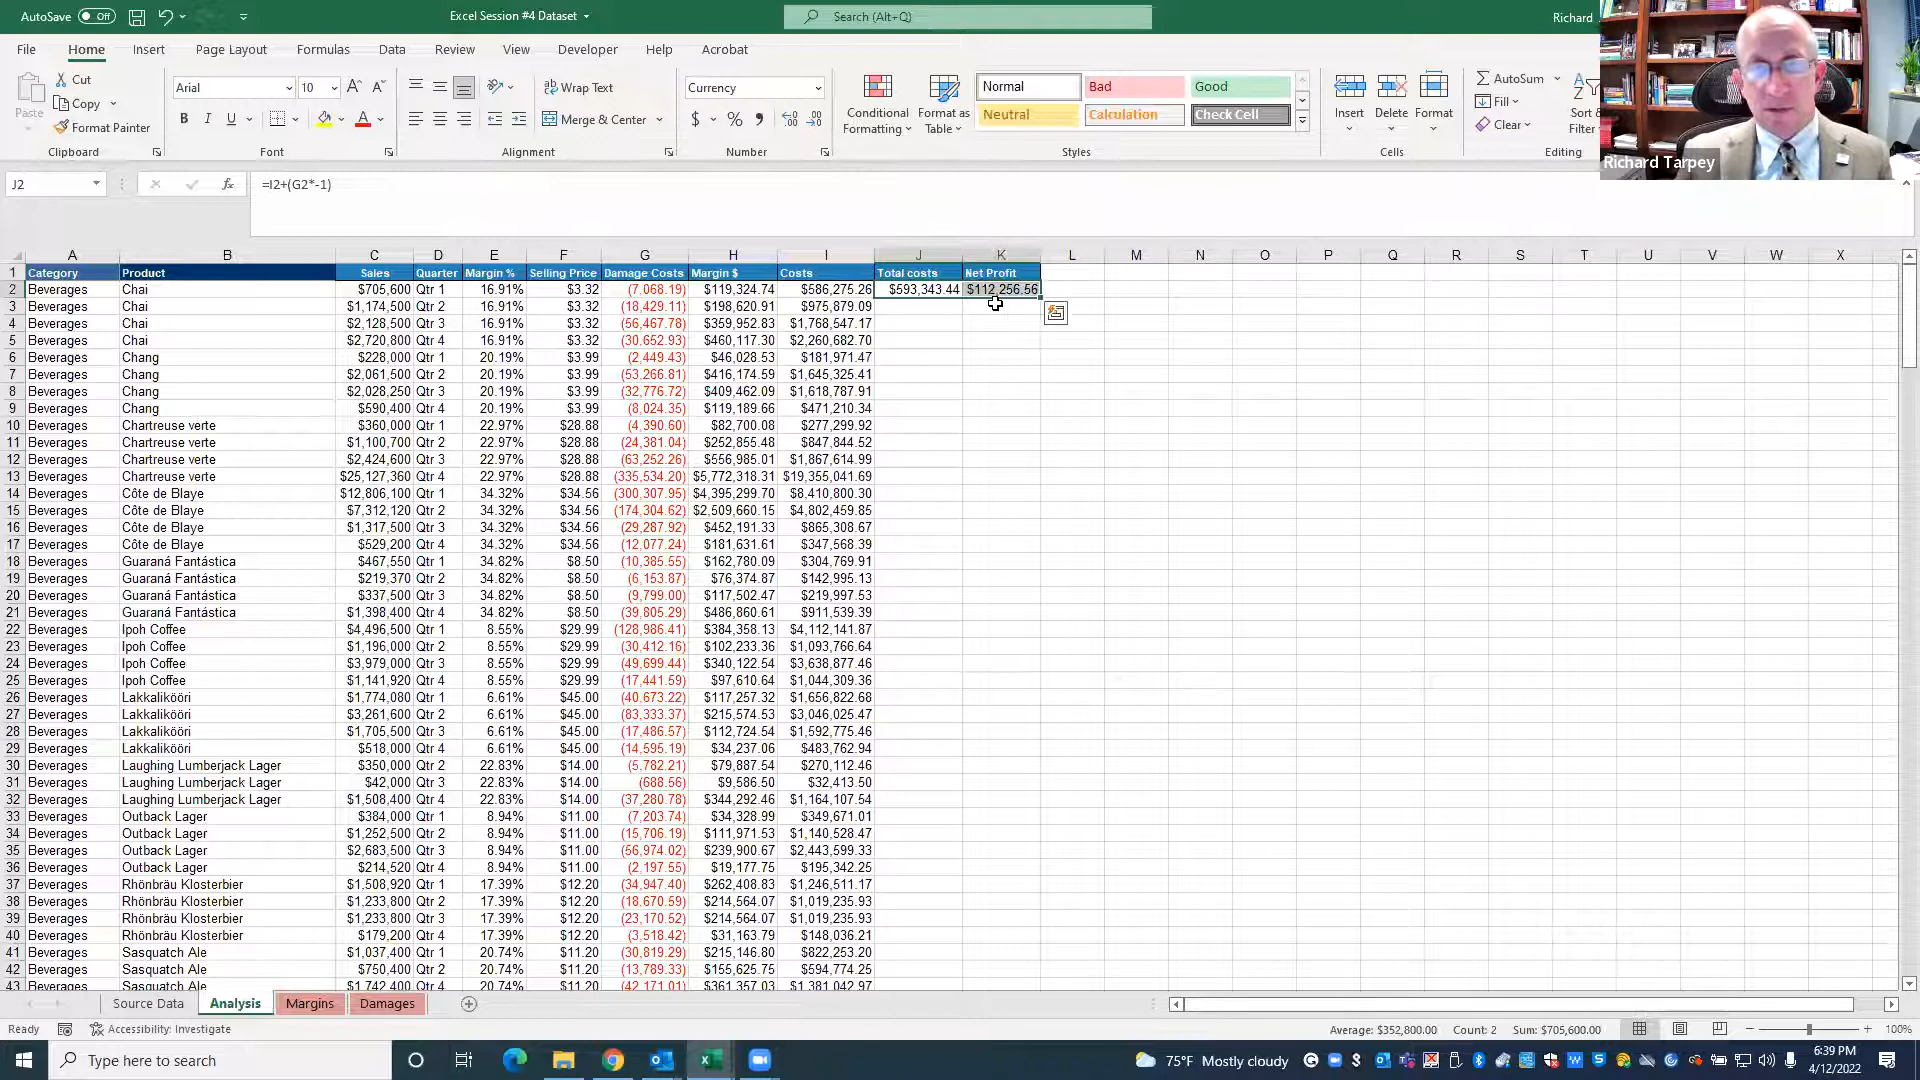 AutoSave Off
Excel Session #4 Dataset
Search (Alt+Q)
Richard
File Home Insert Page Layout Formulas Data Review View Developer Help Acrobat
Paste
Cut
Copy
Format Painter
Clipboard
Arial 10
B I U
Font
Wrap Text
Merge & Center
Alignment
Currency
$ % 9
Number
Conditional Formatting
Format as Table
Normal Bad Good
Neutral Calculation Check Cell
Styles
Insert Delete Format
Cells
AutoSum
Fill
Clear
Sort & Filter
Editing
Richard Tarpey
J2 fx =I2+(G2*-1)
A B C D E F G H I J K L M N O P Q R S T U V W X
1 Category Product Sales Quarter Margin % Selling Price Damage Costs Margin $ Costs Total costs Net Profit
2 Beverages Chai $705,600 Qtr 1 16.91% $3.32 (7,068.19) $119,324.74 $586,275.26 $593,343.44 $112,256.56
3 Beverages Chai $1,174,500 Qtr 2 16.91% $3.32 (18,429.11) $198,620.91 $975,879.09
4 Beverages Chai $2,128,500 Qtr 3 16.91% $3.32 (56,467.78) $359,952.83 $1,768,547.17
5 Beverages Chai $2,720,800 Qtr 4 16.91% $3.32 (30,652.93) $460,117.30 $2,260,682.70
6 Beverages Chang $228,000 Qtr 1 20.19% $3.99 (2,449.43) $46,028.53 $181,971.47
7 Beverages Chang $2,061,500 Qtr 2 20.19% $3.99 (53,266.81) $416,174.59 $1,645,325.41
8 Beverages Chang $2,028,250 Qtr 3 20.19% $3.99 (32,776.72) $409,462.09 $1,618,787.91
9 Beverages Chang $590,400 Qtr 4 20.19% $3.99 (8,024.35) $119,189.66 $471,210.34
10 Beverages Chartreuse verte $360,000 Qtr 1 22.97% $28.88 (4,390.60) $82,700.08 $277,299.92
11 Beverages Chartreuse verte $1,100,700 Qtr 2 22.97% $28.88 (24,381.04) $252,855.48 $847,844.52
12 Beverages Chartreuse verte $2,424,600 Qtr 3 22.97% $28.88 (63,252.26) $556,985.01 $1,867,614.99
13 Beverages Chartreuse verte $25,127,360 Qtr 4 22.97% $28.88 (335,534.20) $5,772,318.31 $19,355,041.69
14 Beverages Côte de Blaye $12,806,100 Qtr 1 34.32% $34.56 (300,307.95) $4,395,299.70 $8,410,800.30
15 Beverages Côte de Blaye $7,312,120 Qtr 2 34.32% $34.56 (174,304.62) $2,509,660.15 $4,802,459.85
16 Beverages Côte de Blaye $1,317,500 Qtr 3 34.32% $34.56 (29,287.92) $452,191.33 $865,308.67
17 Beverages Côte de Blaye $529,200 Qtr 4 34.32% $34.56 (12,077.24) $181,631.61 $347,568.39
18 Beverages Guaraná Fantástica $467,550 Qtr 1 34.82% $8.50 (10,385.55) $162,780.09 $304,769.91
19 Beverages Guaraná Fantástica $219,370 Qtr 2 34.82% $8.50 (6,153.87) $76,374.87 $142,995.13
20 Beverages Guaraná Fantástica $337,500 Qtr 3 34.82% $8.50 (9,799.00) $117,502.47 $219,997.53
21 Beverages Guaraná Fantástica $1,398,400 Qtr 4 34.82% $8.50 (39,805.29) $486,860.61 $911,539.39
22 Beverages Ipoh Coffee $4,496,500 Qtr 1 8.55% $29.99 (128,986.41) $384,358.13 $4,112,141.87
23 Beverages Ipoh Coffee $1,196,000 Qtr 2 8.55% $29.99 (30,412.16) $102,233.36 $1,093,766.64
24 Beverages Ipoh Coffee $3,979,000 Qtr 3 8.55% $29.99 (49,699.44) $340,122.54 $3,638,877.46
25 Beverages Ipoh Coffee $1,141,920 Qtr 4 8.55% $29.99 (17,441.59) $97,610.64 $1,044,309.36
26 Beverages Lakkalikööri $1,774,080 Qtr 1 6.61% $45.00 (40,673.22) $117,257.32 $1,656,822.68
27 Beverages Lakkalikööri $3,261,600 Qtr 2 6.61% $45.00 (83,333.37) $215,574.53 $3,046,025.47
28 Beverages Lakkalikööri $1,705,500 Qtr 3 6.61% $45.00 (17,486.57) $112,724.54 $1,592,775.46
29 Beverages Lakkalikööri $518,000 Qtr 4 6.61% $45.00 (14,595.19) $34,237.06 $483,762.94
30 Beverages Laughing Lumberjack Lager $350,000 Qtr 2 22.83% $14.00 (5,782.21) $79,887.54 $270,112.46
31 Beverages Laughing Lumberjack Lager $42,000 Qtr 3 22.83% $14.00 (688.56) $9,586.50 $32,413.50
32 Beverages Laughing Lumberjack Lager $1,508,400 Qtr 4 22.83% $14.00 (37,280.78) $344,292.46 $1,164,107.54
33 Beverages Outback Lager $384,000 Qtr 1 8.94% $11.00 (7,203.74) $34,328.99 $349,671.01
34 Beverages Outback Lager $1,252,500 Qtr 2 8.94% $11.00 (15,706.19) $111,971.53 $1,140,528.47
35 Beverages Outback Lager $2,683,500 Qtr 3 8.94% $11.00 (56,974.02) $239,900.67 $2,443,599.33
36 Beverages Outback Lager $214,520 Qtr 4 8.94% $11.00 (2,197.55) $19,177.75 $195,342.25
37 Beverages Rhönbräu Klosterbier $1,508,920 Qtr 1 17.39% $12.20 (34,947.40) $262,408.83 $1,246,511.17
38 Beverages Rhönbräu Klosterbier $1,233,800 Qtr 2 17.39% $12.20 (18,670.59) $214,564.07 $1,019,235.93
39 Beverages Rhönbräu Klosterbier $1,233,800 Qtr 3 17.39% $12.20 (23,170.52) $214,564.07 $1,019,235.93
40 Beverages Rhönbräu Klosterbier $179,200 Qtr 4 17.39% $12.20 (3,518.42) $31,163.79 $148,036.21
41 Beverages Sasquatch Ale $1,037,400 Qtr 1 20.74% $11.20 (30,819.29) $215,146.80 $822,253.20
42 Beverages Sasquatch Ale $750,400 Qtr 2 20.74% $11.20 (13,789.33) $155,625.75 $594,774.25
43 Beverages Sasquatch Ale $1,742,400 Qtr 3 20.74% $11.20 (42,171.01) $361,357.03 $1,381,042.97
Source Data Analysis Margins Damages
Ready Accessibility: Investigate Average: $352,800.00 Count: 2 Sum: $705,600.00 100%
Type here to search
75°F Mostly cloudy
6:39 PM
4/12/2022